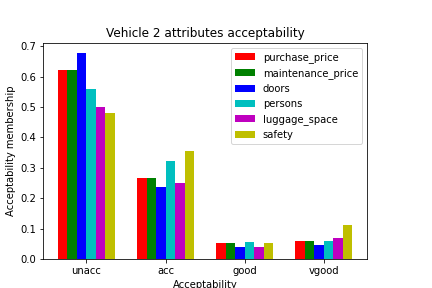 Vehicle 2 attributes acceptability
Acceptability membership
0.7
0.6
0.5
0.4
0.3
0.2
0.1
0.0
purchase_price
maintenance_price
doors
persons
luggage_space
safety
unacc acc good vgood
Acceptability